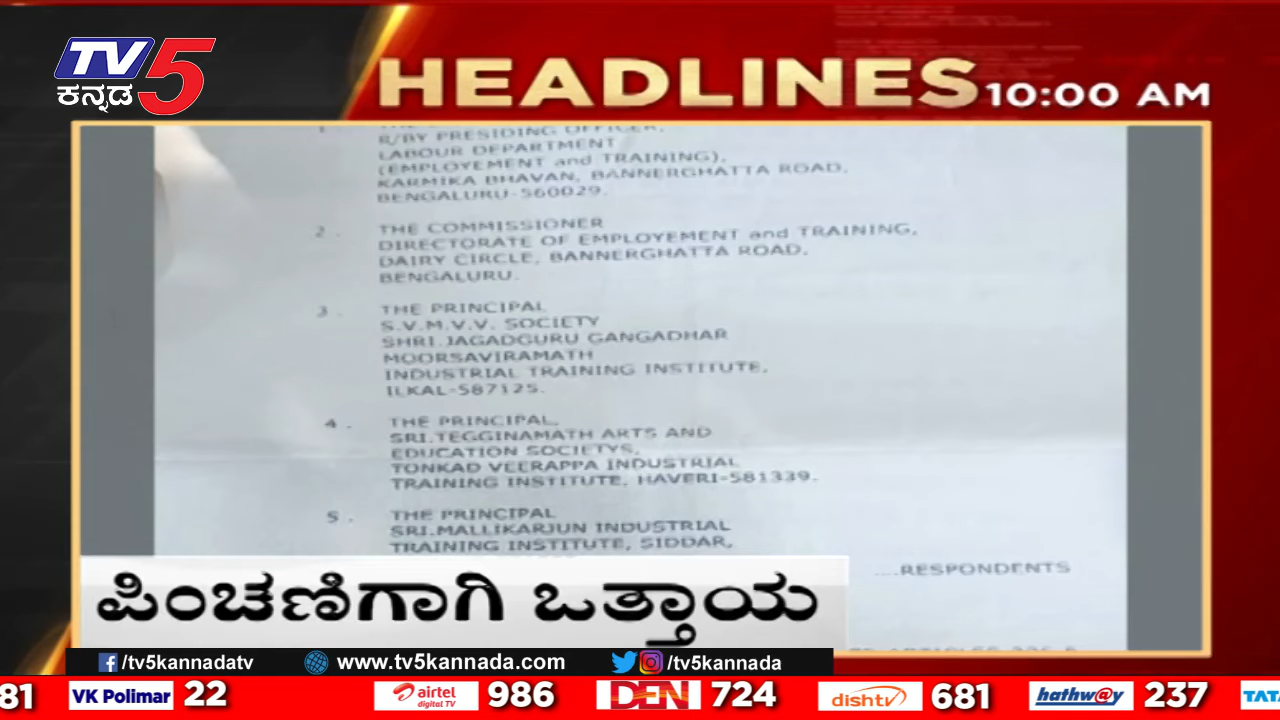 TV5
ಕನ್ನಡ
HEADLINES 10:00 AM
R/BY PRESIDING OFFICER,
LABOUR DEPARTMENT
(EMPLOYEMENT and TRAINING),
KARMIKA BHAVAN, BANNERGHATTA ROAD,
BENGALURU-560029.
2. THE COMMISSIONER
DIRECTORATE OF EMPLOYEMENT and TRAINING,
DAIRY CIRCLE, BANNERGHATTA ROAD,
BENGALURU.
3. THE PRINCIPAL
S.V.M.V.V. SOCIETY
SHRI.JAGADGURU GANGADHAR
MOORSAVIRAMATH
INDUSTRIAL TRAINING INSTITUTE,
ILKAL-587125.
4. THE PRINCIPAL,
SRI.TEGGINAMATH ARTS AND
EDUCATION SOCIETYS,
TONKAD VEERAPPA INDUSTRIAL
TRAINING INSTITUTE, HAVERI-581339.
5. THE PRINCIPAL
SRI.MALLIKARJUN INDUSTRIAL
TRAINING INSTITUTE, SIDDAR,
....RESPONDENTS
ಪಿಂಚಣಿಗಾಗಿ ಒತ್ತಾಯ
/tv5kannadatv www.tv5kannada.com /tv5kannada
81 VK Polimar 22 airtel digital TV 986 DEN 724 dishtv 681 hathw@y 237 TATA